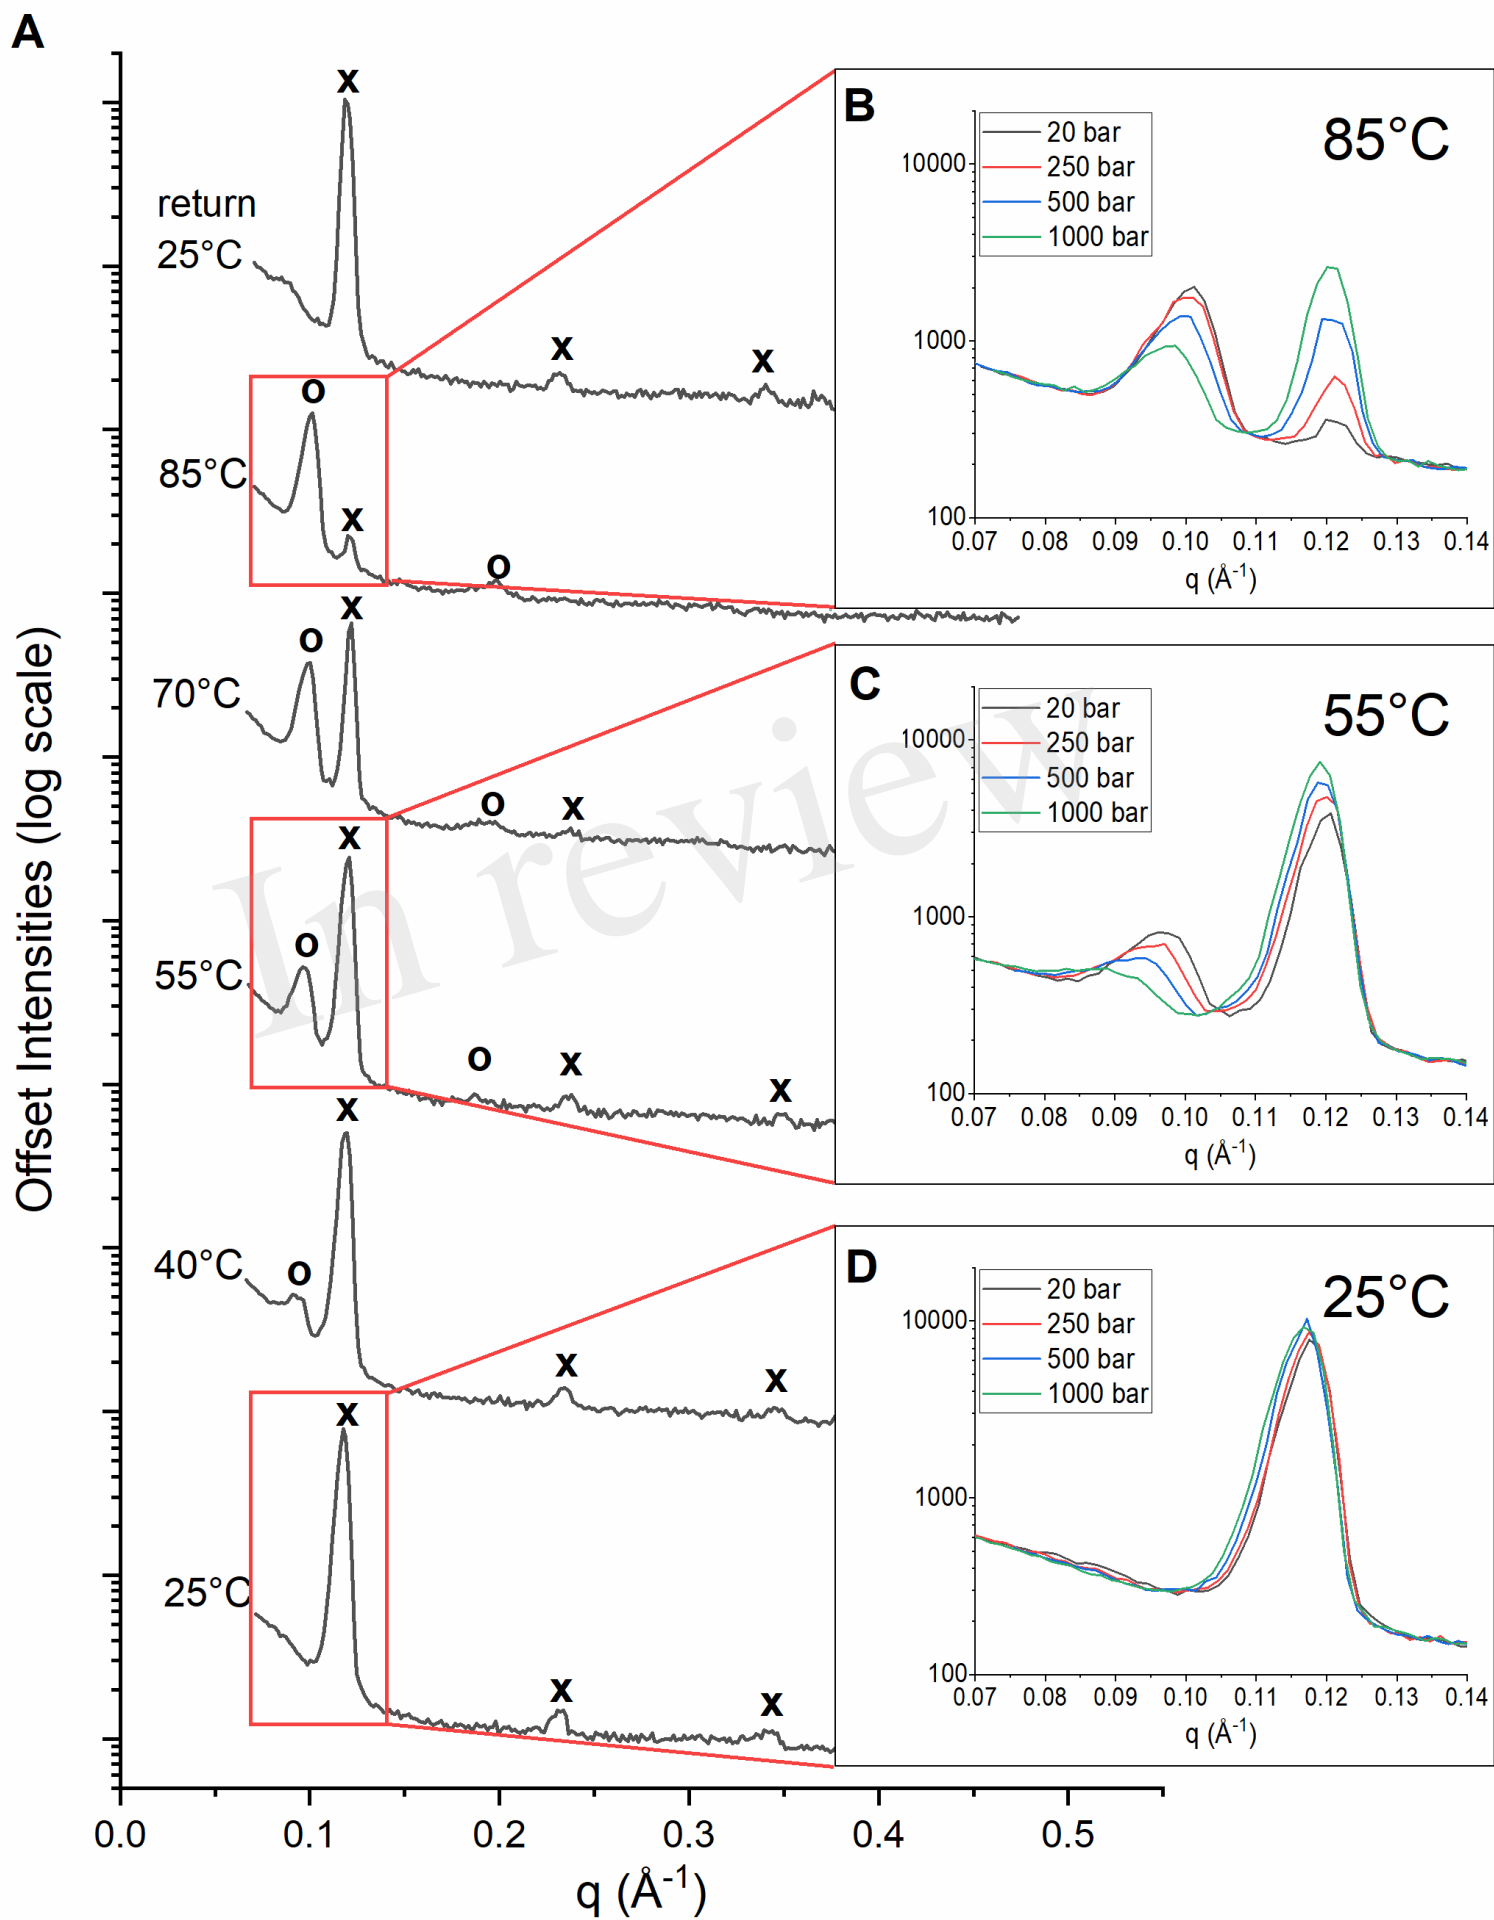 A
x
return
25°C
x
x
o
85°C
x
o
x
o
70°C
o
x
x
o
55°C
o
x
x
x
40°C
o
x
x
x
25°C
x
x
Offset Intensities (log scale)
0.0
0.1
0.2
0.3
0.4
0.5
q (Å-1)
B
20 bar
250 bar
500 bar
1000 bar
85°C
10000
1000
100
0.07 0.08 0.09 0.10 0.11 0.12 0.13 0.14
q (Å-1)
C
20 bar
250 bar
500 bar
1000 bar
55°C
10000
1000
100
0.07 0.08 0.09 0.10 0.11 0.12 0.13 0.14
q (Å-1)
D
20 bar
250 bar
500 bar
1000 bar
25°C
10000
1000
100
0.07 0.08 0.09 0.10 0.11 0.12 0.13 0.14
q (Å-1)
In review